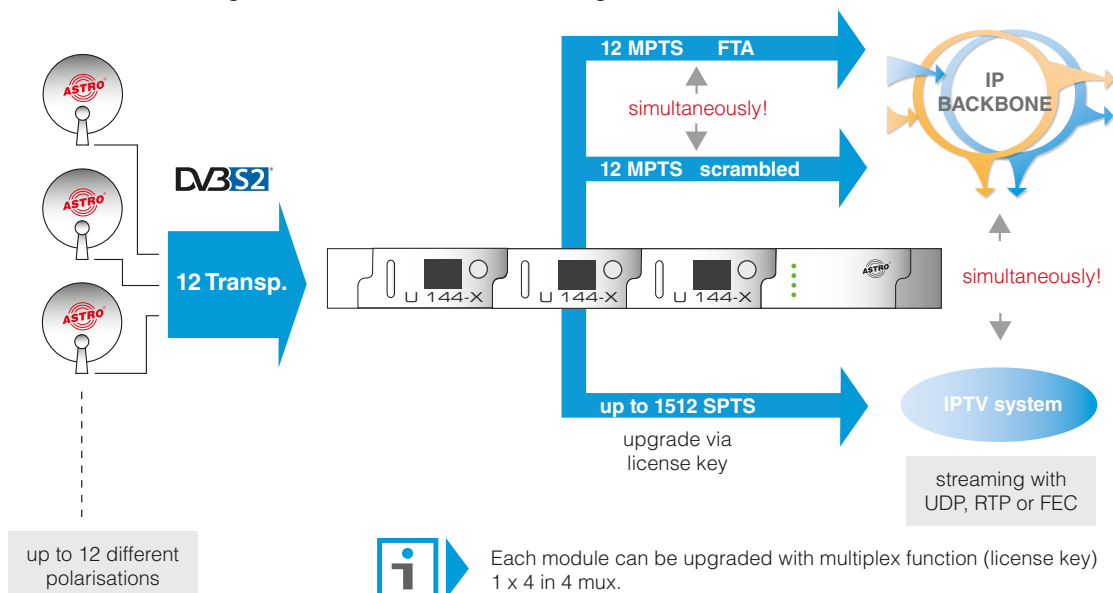 12 MPTS FTA
simultaneously!
12 MPTS scrambled
IP
BACKBONE
ASTRO
ASTRO
ASTRO
DVB S2
12 Transp.
U 144-X
U 144-X
U 144-X
ASTRO
simultaneously!
up to 1512 SPTS
upgrade via
license key
IPTV system
streaming with
UDP, RTP or FEC
up to 12 different
polarisations
i
Each module can be upgraded with multiplex function (license key)
1 x 4 in 4 mux.